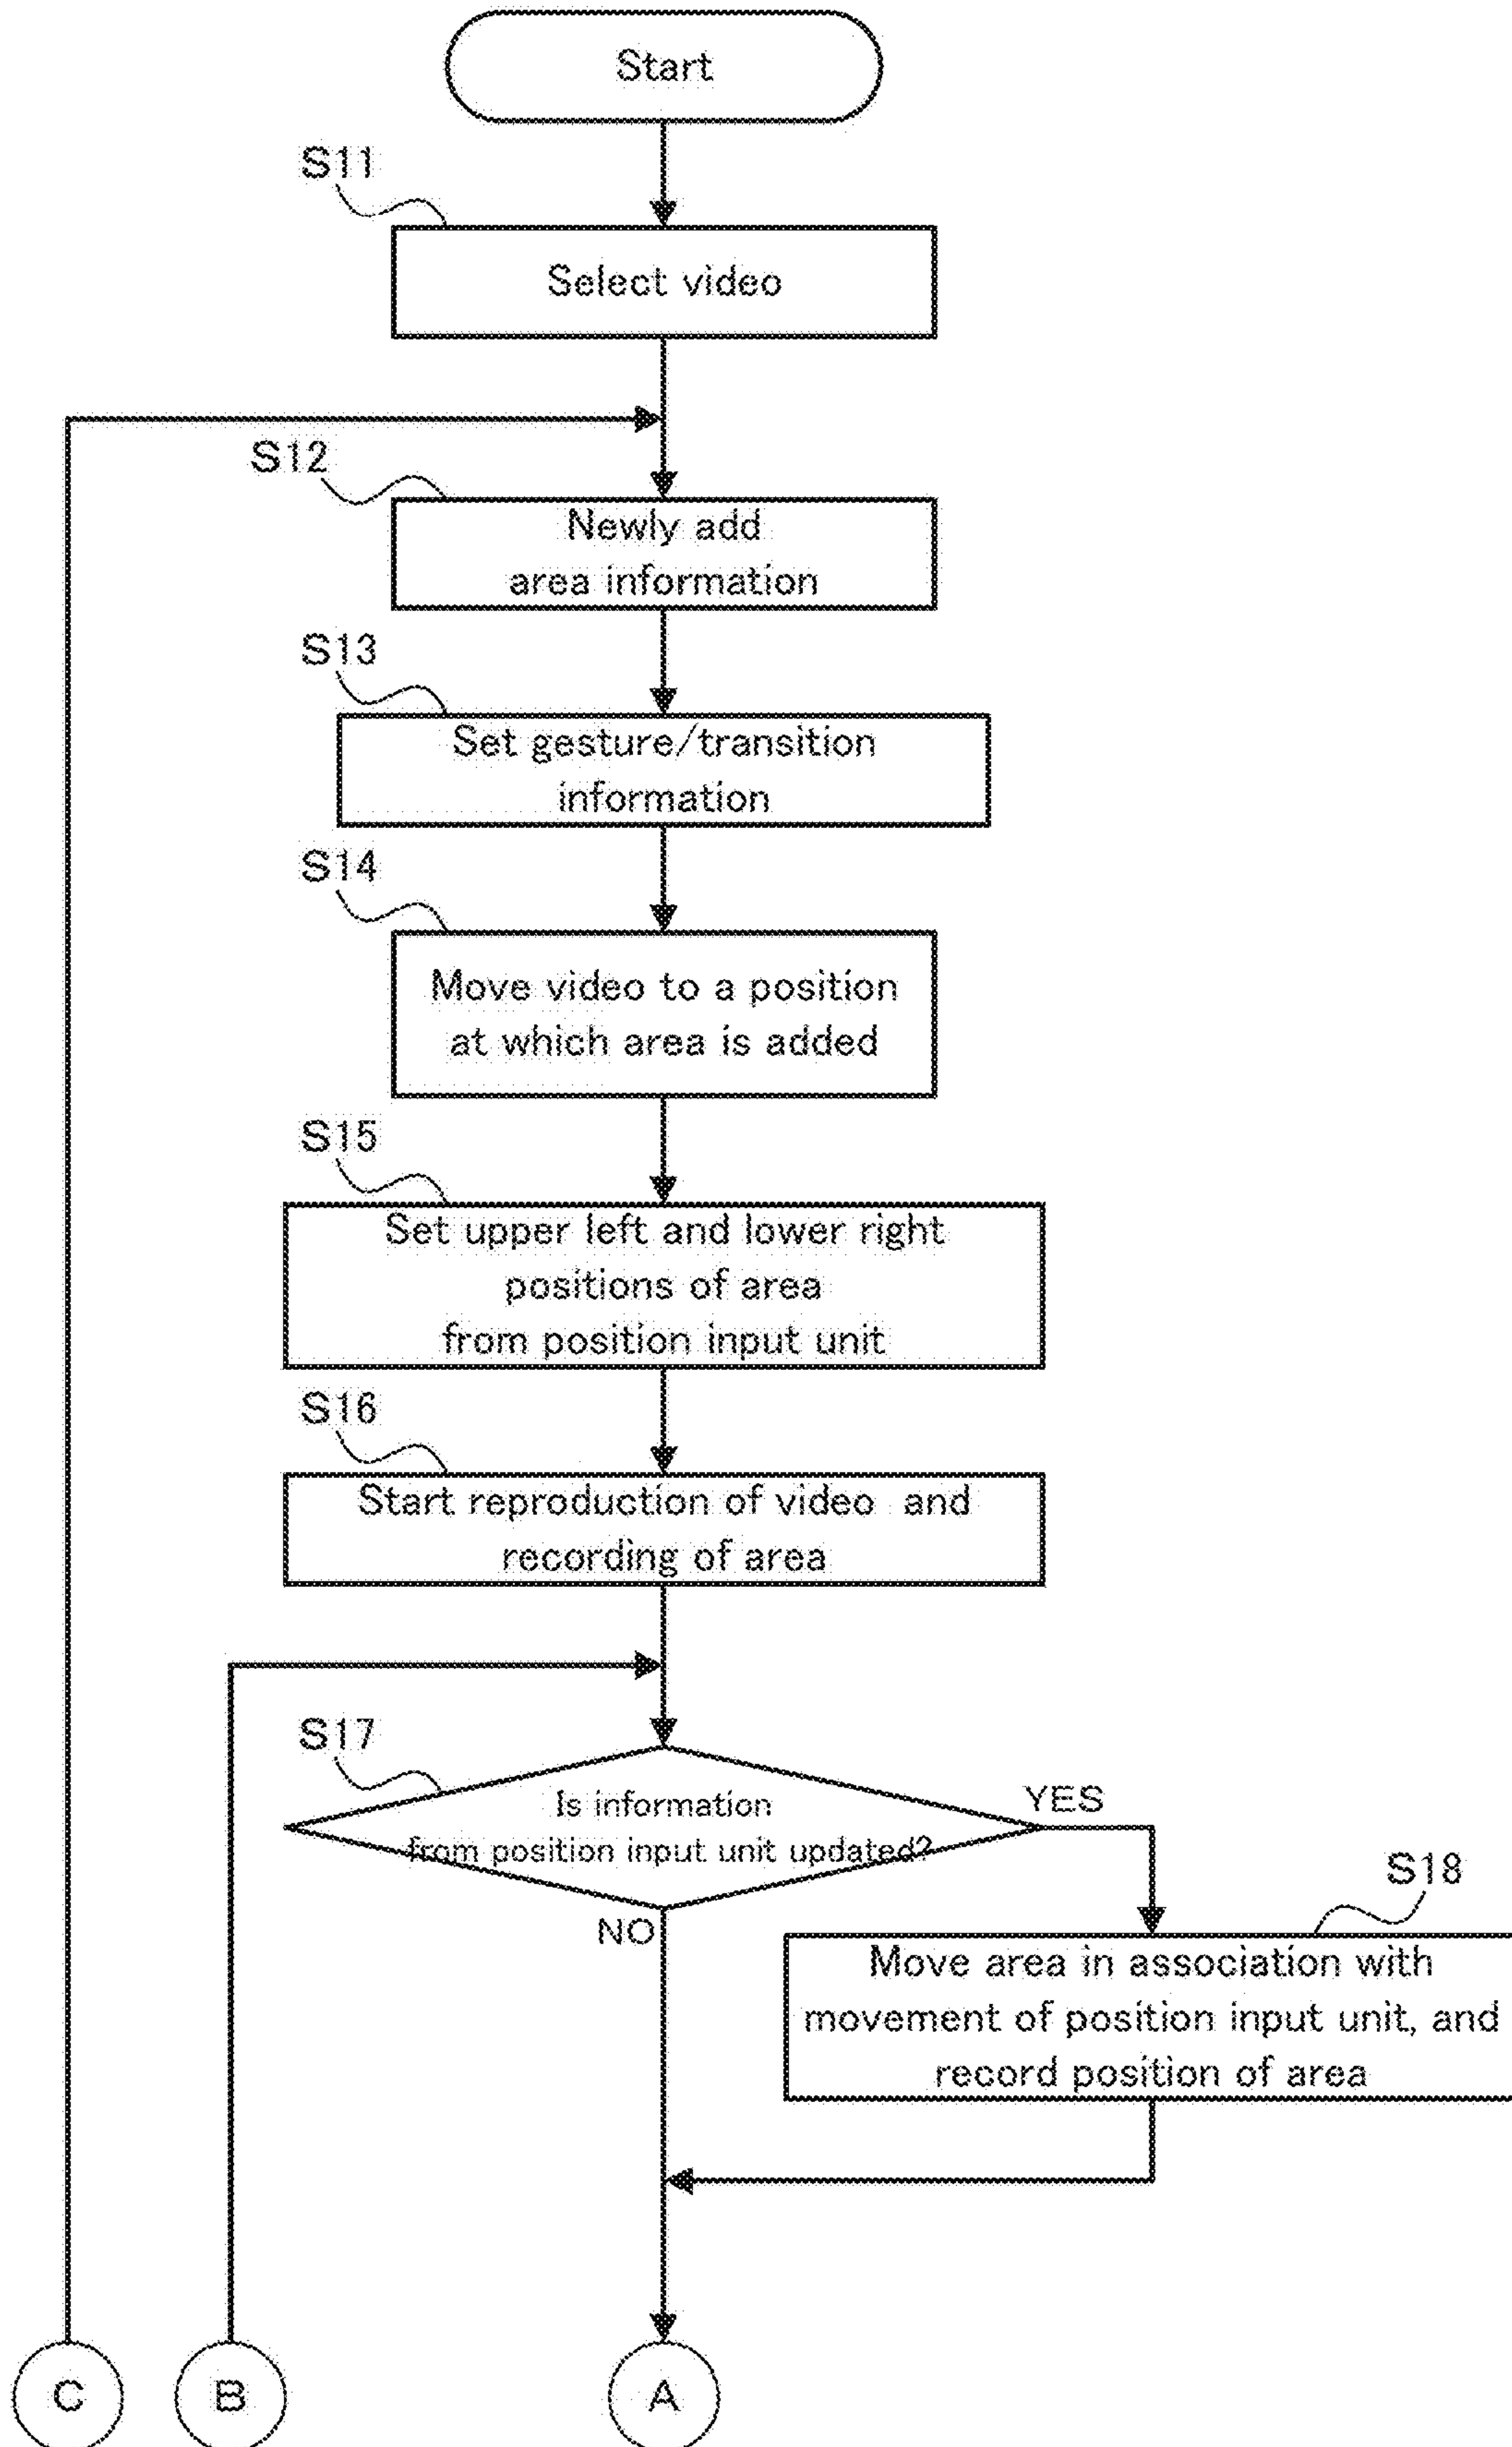 Start
S11
Select video
S12
Newly add
area information
S13
Set gesture/transition
information
S14
Move video to a position
at which area is added
S15
Set upper left and lower right
positions of area
from position input unit
S16
Start reproduction of video and
recording of area
S17
Is information
from position input unit updated?
YES
NO
S18
Move area in association with
movement of position input unit, and
record position of area
C
B
A